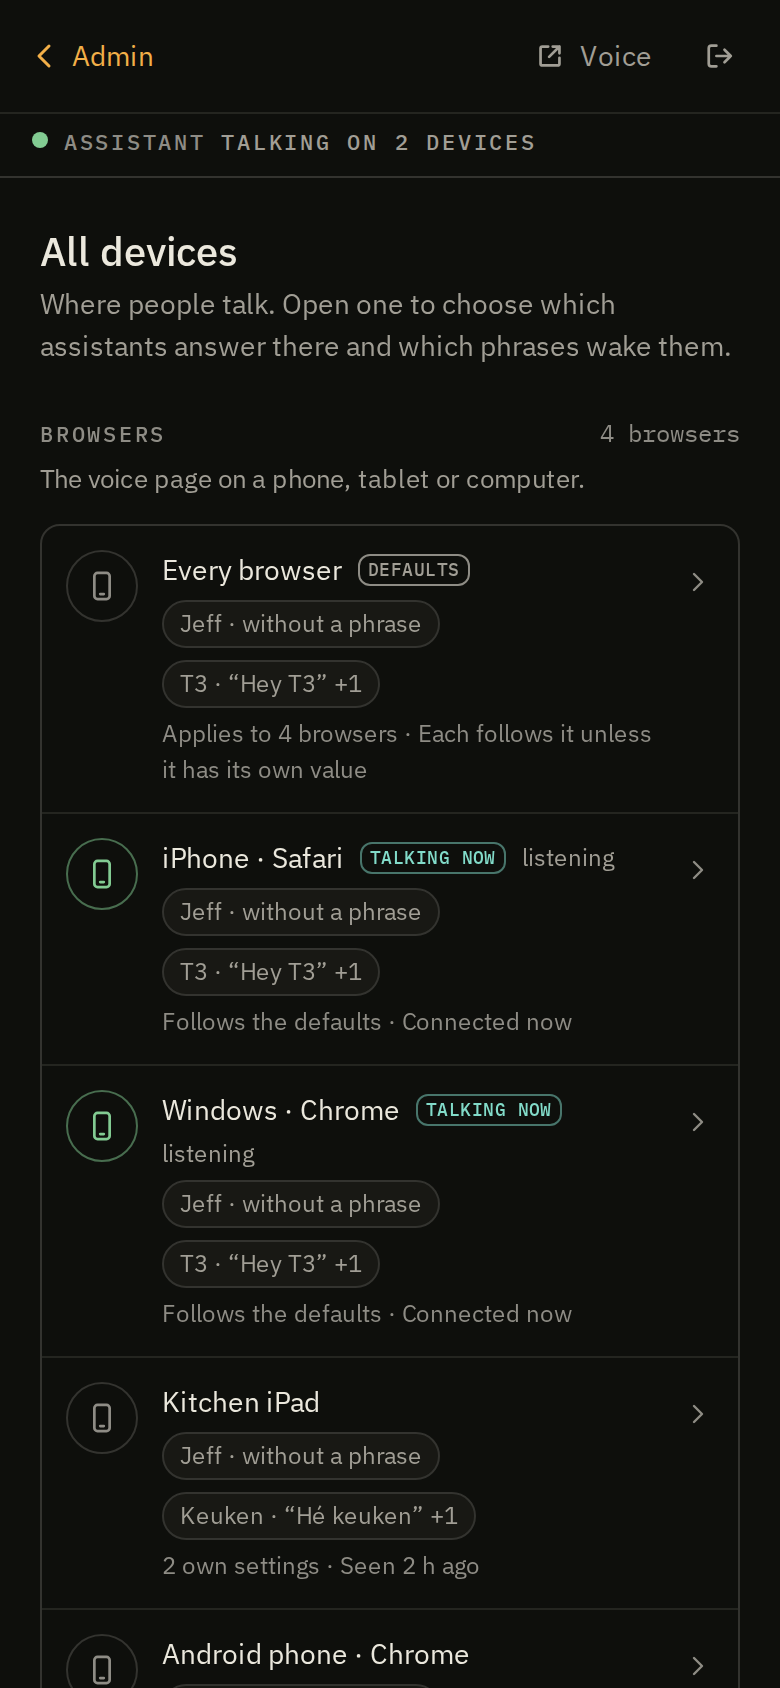 Admin
Voice
ASSISTANT TALKING ON 2 DEVICES
All devices
Where people talk. Open one to choose which
assistants answer there and which phrases wake them.
BROWSERS
4 browsers
The voice page on a phone, tablet or computer.
Every browser DEFAULTS
Jeff · without a phrase
T3 · “Hey T3” +1
Applies to 4 browsers · Each follows it unless
it has its own value
iPhone · Safari TALKING NOW listening
Jeff · without a phrase
T3 · “Hey T3” +1
Follows the defaults · Connected now
Windows · Chrome TALKING NOW
listening
Jeff · without a phrase
T3 · “Hey T3” +1
Follows the defaults · Connected now
Kitchen iPad
Jeff · without a phrase
Keuken · “Hé keuken” +1
2 own settings · Seen 2 h ago
Android phone · Chrome